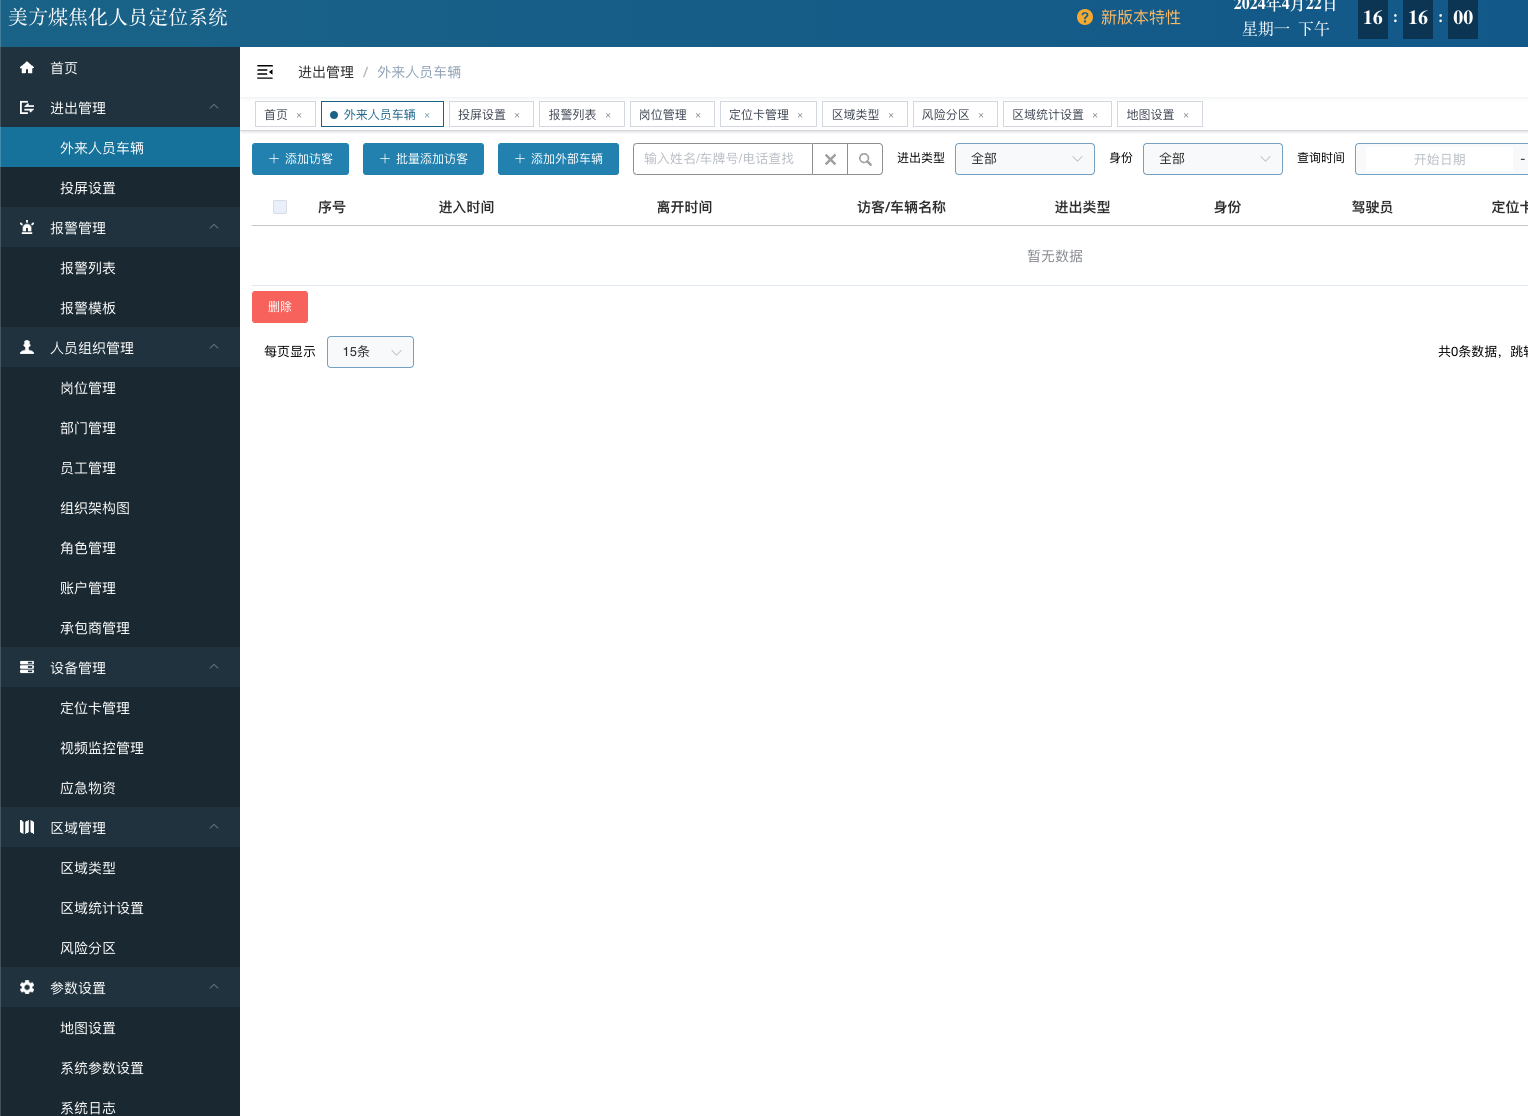 美方煤焦化人员定位系统
新版本特性
2024年4月22日
星期一 下午
16 : 16 : 00
首页
进出管理
外来人员车辆
投屏设置
报警管理
报警列表
报警模板
人员组织管理
岗位管理
部门管理
员工管理
组织架构图
角色管理
账户管理
承包商管理
设备管理
定位卡管理
视频监控管理
应急物资
区域管理
区域类型
区域统计设置
风险分区
参数设置
地图设置
系统参数设置
系统日志
进出管理 / 外来人员车辆
首页 × 外来人员车辆 × 投屏设置 × 报警列表 × 岗位管理 × 定位卡管理 × 区域类型 × 风险分区 × 区域统计设置 × 地图设置 ×
添加访客 批量添加访客 添加外部车辆 输入姓名/车牌号/电话查找 进出类型 全部 身份 全部 查询时间 开始日期 -
序号 进入时间 离开时间 访客/车辆名称 进出类型 身份 驾驶员 定位卡
暂无数据
删除
每页显示 15条 共0条数据，跳转